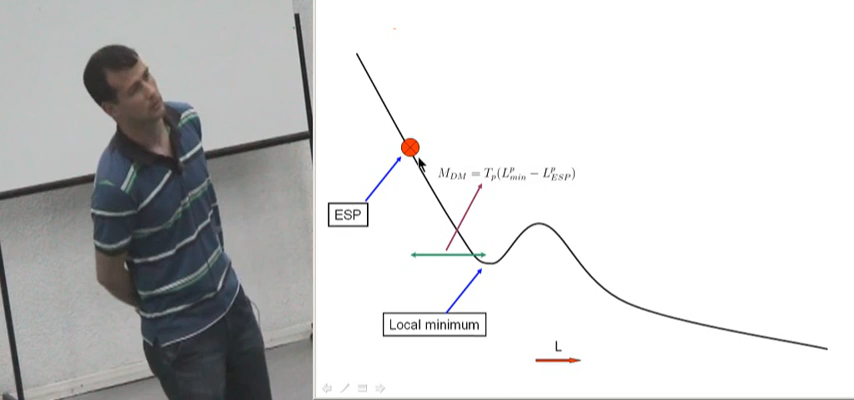 M_{DM} = T_p(L^p_{min} − L^p_{ESP})
ESP
Local minimum
L